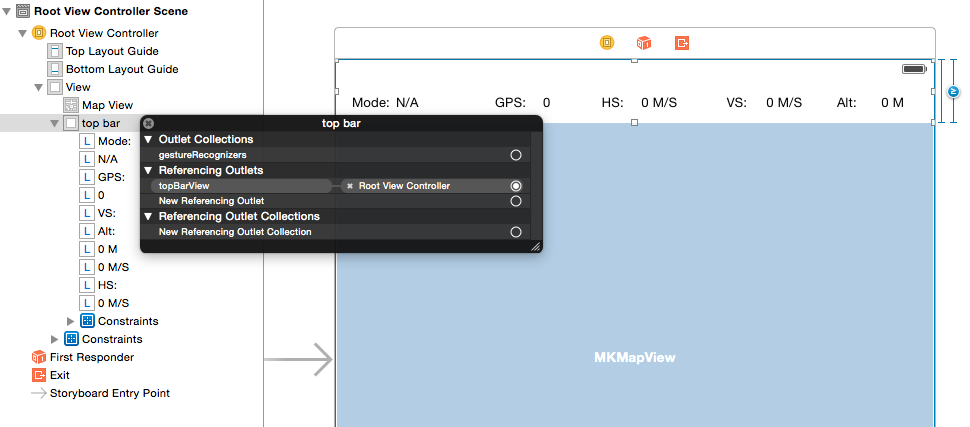 Root View Controller Scene
Root View Controller
Top Layout Guide
Bottom Layout Guide
View
Map View
top bar
L Mode:
L N/A
L GPS:
L 0
L VS:
L Alt:
L 0 M
L 0 M/S
L HS:
L 0 M/S
Constraints
Constraints
First Responder
Exit
Storyboard Entry Point
top bar
Outlet Collections
gestureRecognizers
Referencing Outlets
topBarView Root View Controller
New Referencing Outlet
Referencing Outlet Collections
New Referencing Outlet Collection
Mode: N/A GPS: 0 HS: 0 M/S VS: 0 M/S Alt: 0 M
≥
MKMapView